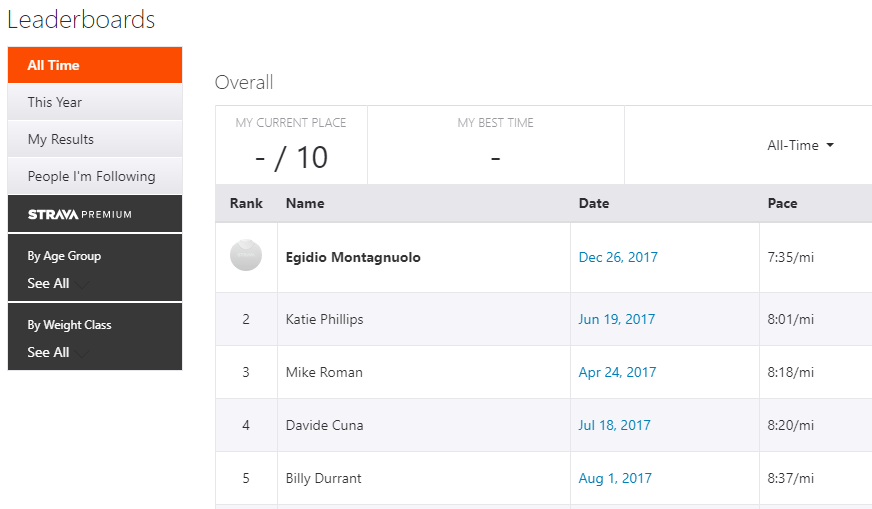 Leaderboards
All Time
This Year
My Results
People I'm Following
STRAVA PREMIUM
By Age Group
See All
By Weight Class
See All
Overall
MY CURRENT PLACE
- / 10
MY BEST TIME
-
All-Time
Rank Name Date Pace
Egidio Montagnuolo Dec 26, 2017 7:35/mi
2 Katie Phillips Jun 19, 2017 8:01/mi
3 Mike Roman Apr 24, 2017 8:18/mi
4 Davide Cuna Jul 18, 2017 8:20/mi
5 Billy Durrant Aug 1, 2017 8:37/mi